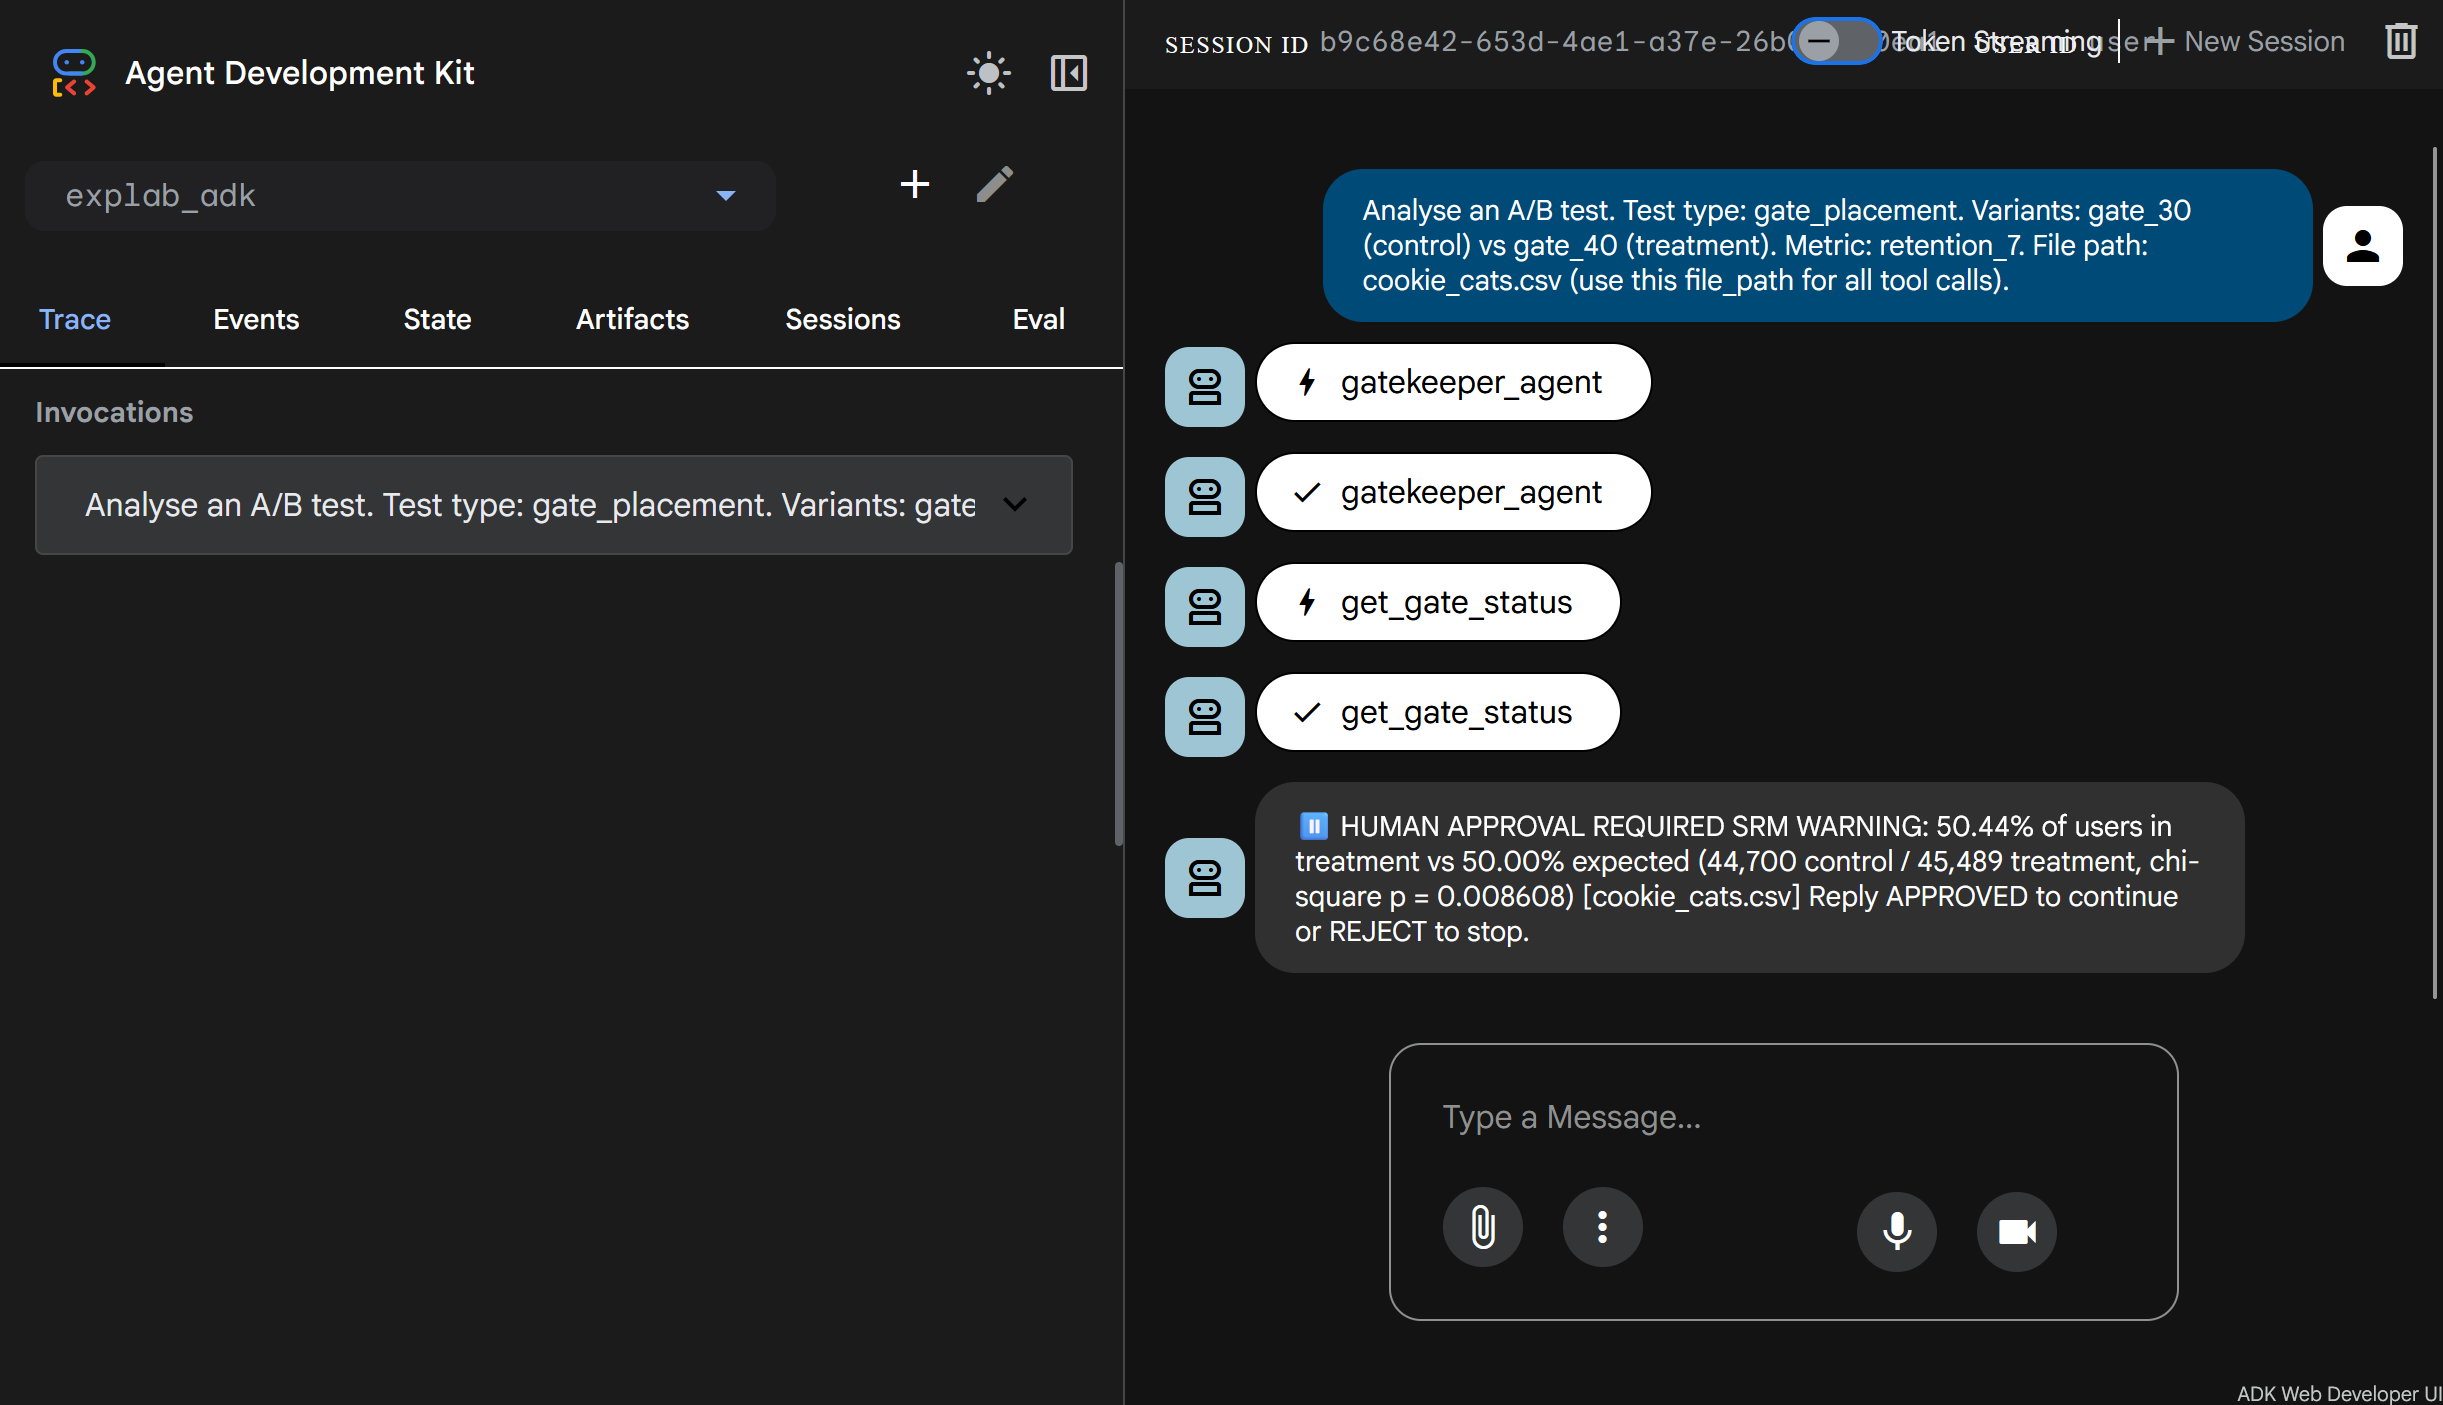 Agent Development Kit
explab_adk
Trace
Events
State
Artifacts
Sessions
Eval
Invocations
Analyse an A/B test. Test type: gate_placement. Variants: gate
SESSION ID b9c68e42-653d-4ae1-a37e-26b
Token Streaming
USER ID user
New Session
Analyse an A/B test. Test type: gate_placement. Variants: gate_30
(control) vs gate_40 (treatment). Metric: retention_7. File path:
cookie_cats.csv (use this file_path for all tool calls).
gatekeeper_agent
gatekeeper_agent
get_gate_status
get_gate_status
⏸️ HUMAN APPROVAL REQUIRED SRM WARNING: 50.44% of users in
treatment vs 50.00% expected (44,700 control / 45,489 treatment, chi-
square p = 0.008608) [cookie_cats.csv] Reply APPROVED to continue
or REJECT to stop.
Type a Message...
ADK Web Developer UI